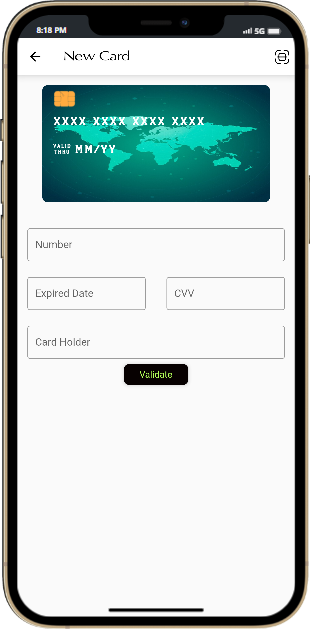 8:18 PM 5G
New Card
XXXX XXXX XXXX XXXX
VALID
THRU MM/YY
Number
Expired Date CVV
Card Holder
Validate